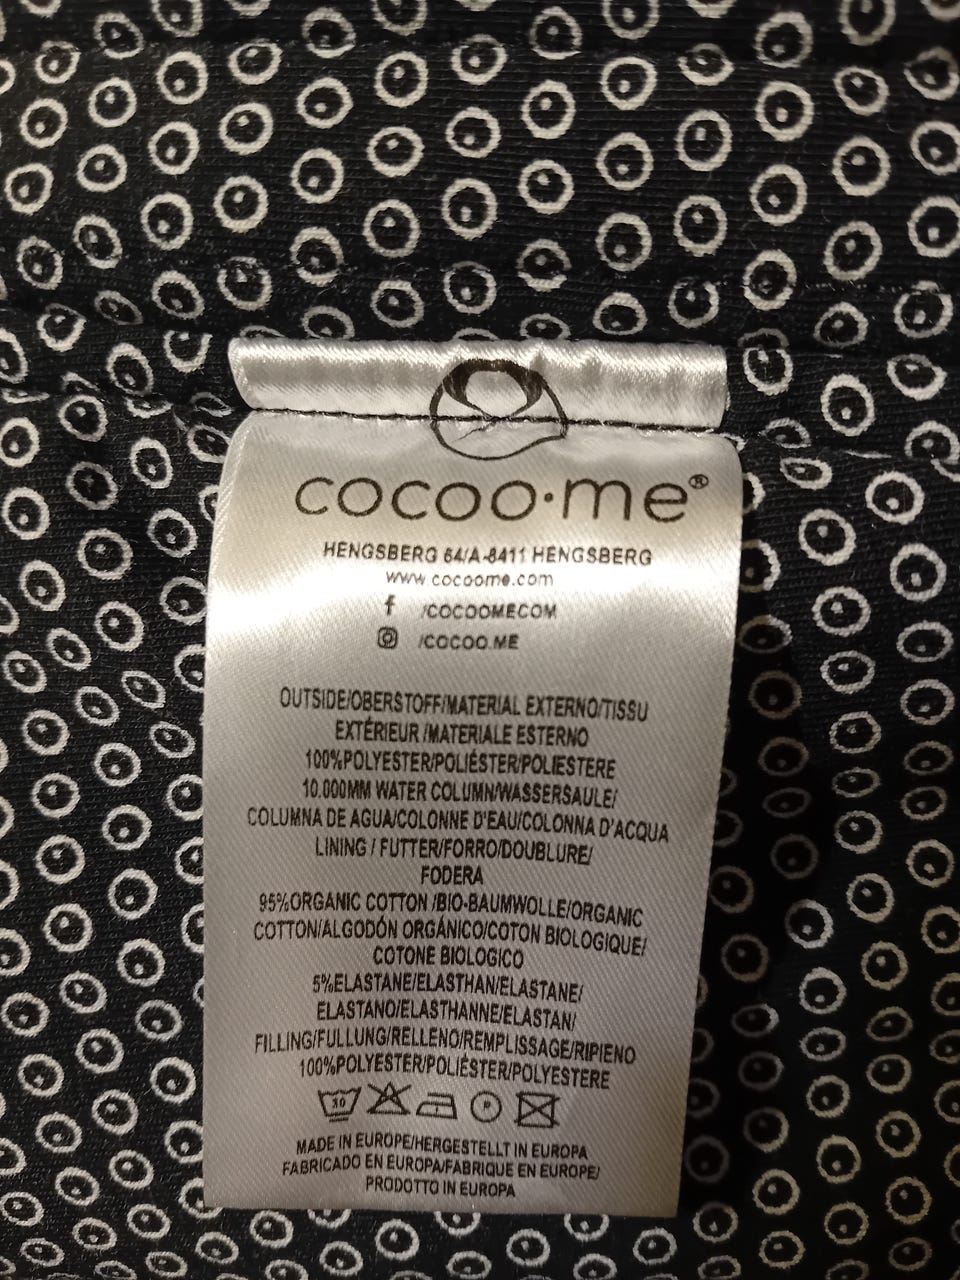 cocoo·me®
HENGSBERG 64/A-8411 HENGSBERG
www.cocoome.com
f /COCOOMECOM
/COCOO.ME
OUTSIDE/OBERSTOFF/MATERIAL EXTERNO/TISSU
EXTÉRIEUR /MATERIALE ESTERNO
100%POLYESTER/POLIÉSTER/POLIESTERE
10.000MM WATER COLUMN/WASSERSAULE/
COLUMNA DE AGUA/COLONNE D'EAU/COLONNA D'ACQUA
LINING / FUTTER/FORRO/DOUBLURE/
FODERA
95%ORGANIC COTTON /BIO-BAUMWOLLE/ORGANIC
COTTON/ALGODÓN ORGÁNICO/COTON BIOLOGIQUE/
COTONE BIOLOGICO
5%ELASTANE/ELASTHAN/ELASTANE/
ELASTANO/ELASTHANNE/ELASTAN/
FILLING/FULLUNG/RELLENO/REMPLISSAGE/RIPIENO
100%POLYESTER/POLIÉSTER/POLYESTERE
30 P
MADE IN EUROPE/HERGESTELLT IN EUROPA
FABRICADO EN EUROPA/FABRIQUE EN EUROPE/
PRODOTTO IN EUROPA